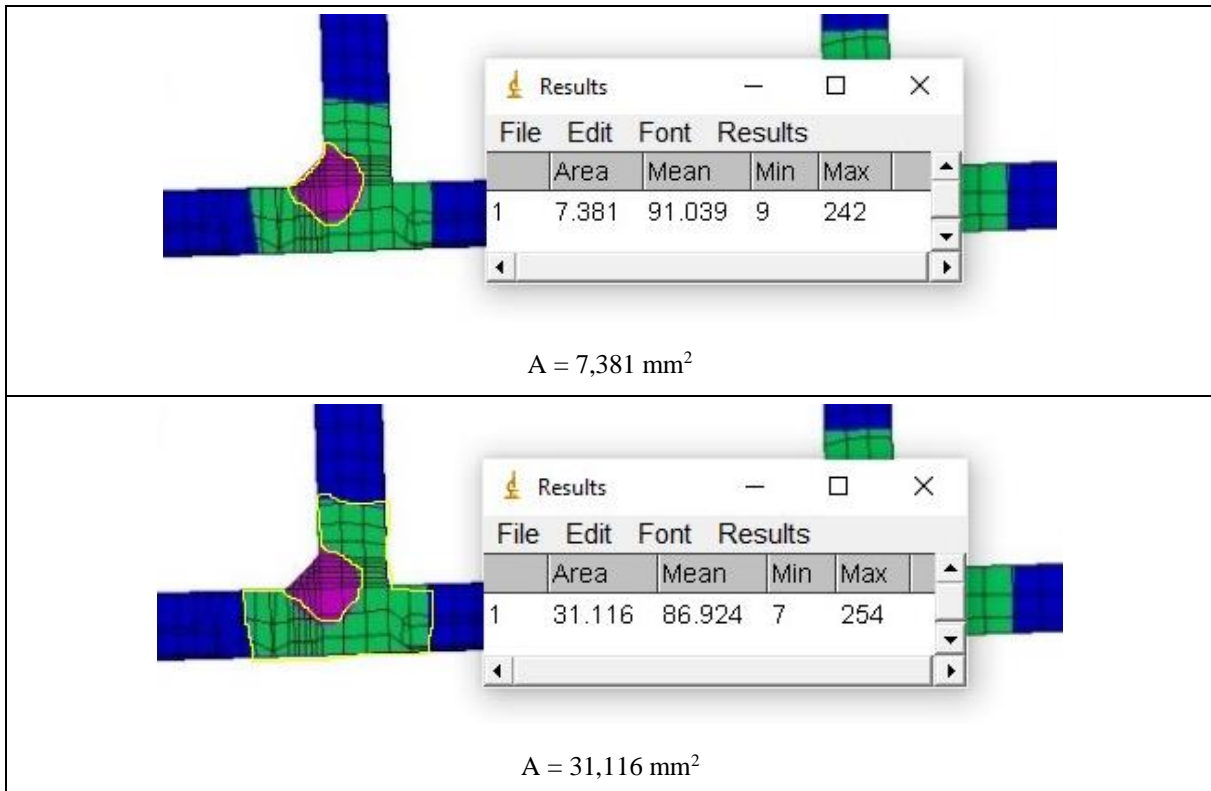 Results
File Edit Font Results
Area Mean Min Max
1 7.381 91.039 9 242
A = 7,381 mm²
Results
File Edit Font Results
Area Mean Min Max
1 31.116 86.924 7 254
A = 31,116 mm²